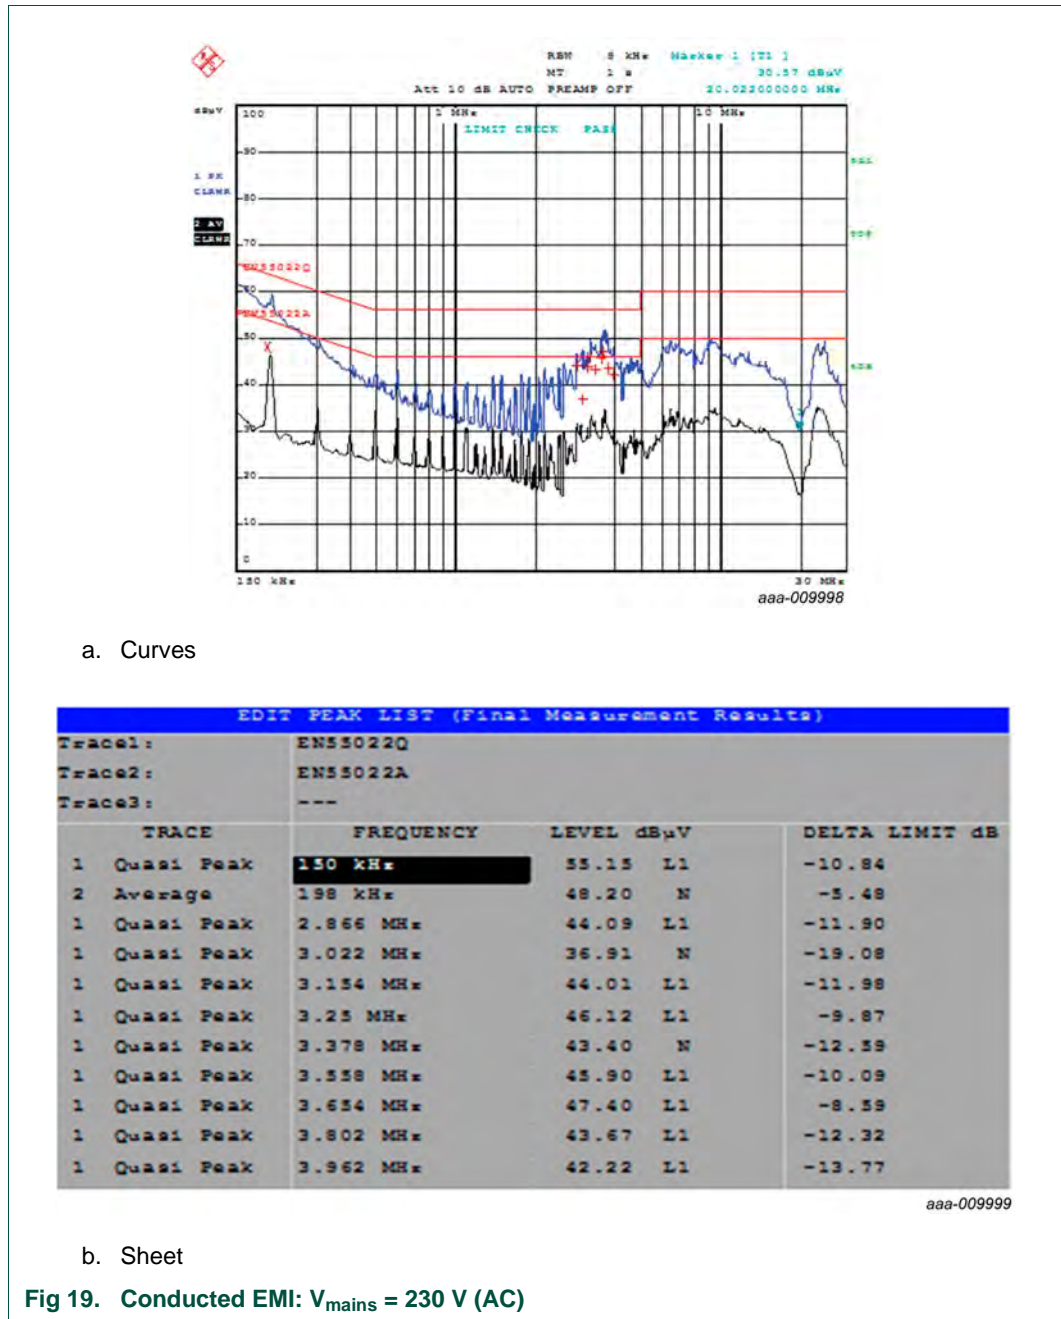 RBW 9 kHz Marker 1 [T1 ]
MT 1 s 30.57 dBµV
Att 10 dB AUTO PREAMP OFF 20.022000000 MHz
dBµV 100 1 MHz 10 MHz
LIMIT CHECK PASS
90
1 PK
CLRWR
80
2 AV
CLRWR
70
EN55022Q
60
EN55022A
50
40
30
20
10
0
150 kHz 30 MHz
aaa-009998
a. Curves
EDIT PEAK LIST (Final Measurement Results)
Trace1: EN55022Q
Trace2: EN55022A
Trace3: ---
TRACE FREQUENCY LEVEL dBµV DELTA LIMIT dB
1 Quasi Peak 150 kHz 55.15 L1 -10.84
2 Average 198 kHz 48.20 N -5.48
1 Quasi Peak 2.866 MHz 44.09 L1 -11.90
1 Quasi Peak 3.022 MHz 36.91 N -19.08
1 Quasi Peak 3.154 MHz 44.01 L1 -11.98
1 Quasi Peak 3.25 MHz 46.12 L1 -9.87
1 Quasi Peak 3.378 MHz 43.40 N -12.59
1 Quasi Peak 3.558 MHz 45.90 L1 -10.09
1 Quasi Peak 3.654 MHz 47.40 L1 -8.59
1 Quasi Peak 3.802 MHz 43.67 L1 -12.32
1 Quasi Peak 3.962 MHz 42.22 L1 -13.77
aaa-009999
b. Sheet
Fig 19. Conducted EMI: Vmains = 230 V (AC)